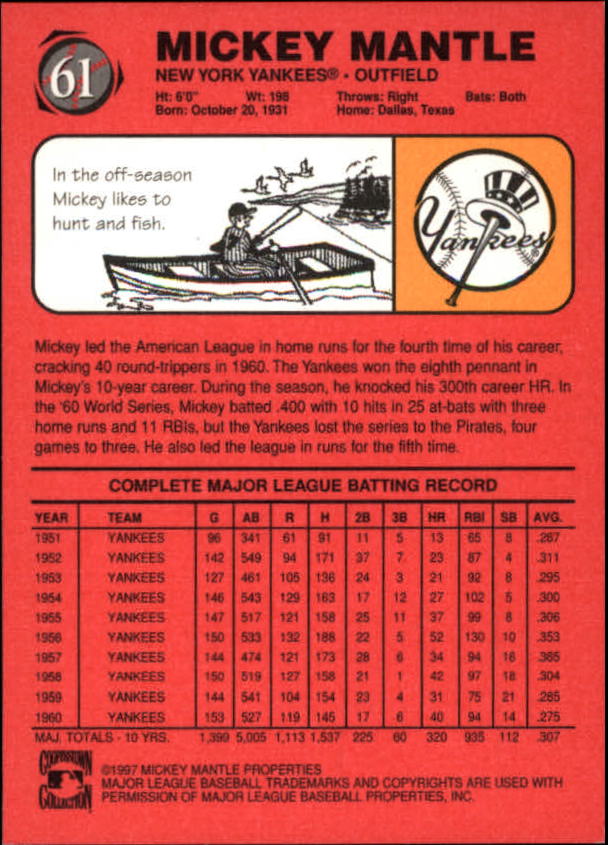 61
MICKEY MANTLE
NEW YORK YANKEES® • OUTFIELD
Ht: 6'0" Wt: 198 Throws: Right Bats: Both
Born: October 20, 1931 Home: Dallas, Texas
In the off-season
Mickey likes to
hunt and fish.
Yankees®
Mickey led the American League in home runs for the fourth time of his career,
cracking 40 round-trippers in 1960. The Yankees won the eighth pennant in
Mickey's 10-year career. During the season, he knocked his 300th career HR. In
the '60 World Series, Mickey batted .400 with 10 hits in 25 at-bats with three
home runs and 11 RBIs, but the Yankees lost the series to the Pirates, four
games to three. He also led the league in runs for the fifth time.
COMPLETE MAJOR LEAGUE BATTING RECORD
YEAR TEAM G AB R H 2B 3B HR RBI SB AVG.
1951 YANKEES 96 341 61 91 11 5 13 65 8 .267
1952 YANKEES 142 549 94 171 37 7 23 87 4 .311
1953 YANKEES 127 461 105 136 24 3 21 92 8 .295
1954 YANKEES 146 543 129 163 17 12 27 102 5 .300
1955 YANKEES 147 517 121 158 25 11 37 99 8 .306
1956 YANKEES 150 533 132 188 22 5 52 130 10 .353
1957 YANKEES 144 474 121 173 28 6 34 94 16 .365
1958 YANKEES 150 519 127 158 21 1 42 97 18 .304
1959 YANKEES 144 541 104 154 23 4 31 75 21 .285
1960 YANKEES 153 527 119 145 17 6 40 94 14 .275
MAJ. TOTALS - 10 YRS. 1,399 5,005 1,113 1,537 225 60 320 935 112 .307
COOPERSTOWN
COLLECTION
©1997 MICKEY MANTLE PROPERTIES
MAJOR LEAGUE BASEBALL TRADEMARKS AND COPYRIGHTS ARE USED WITH
PERMISSION OF MAJOR LEAGUE BASEBALL PROPERTIES, INC.